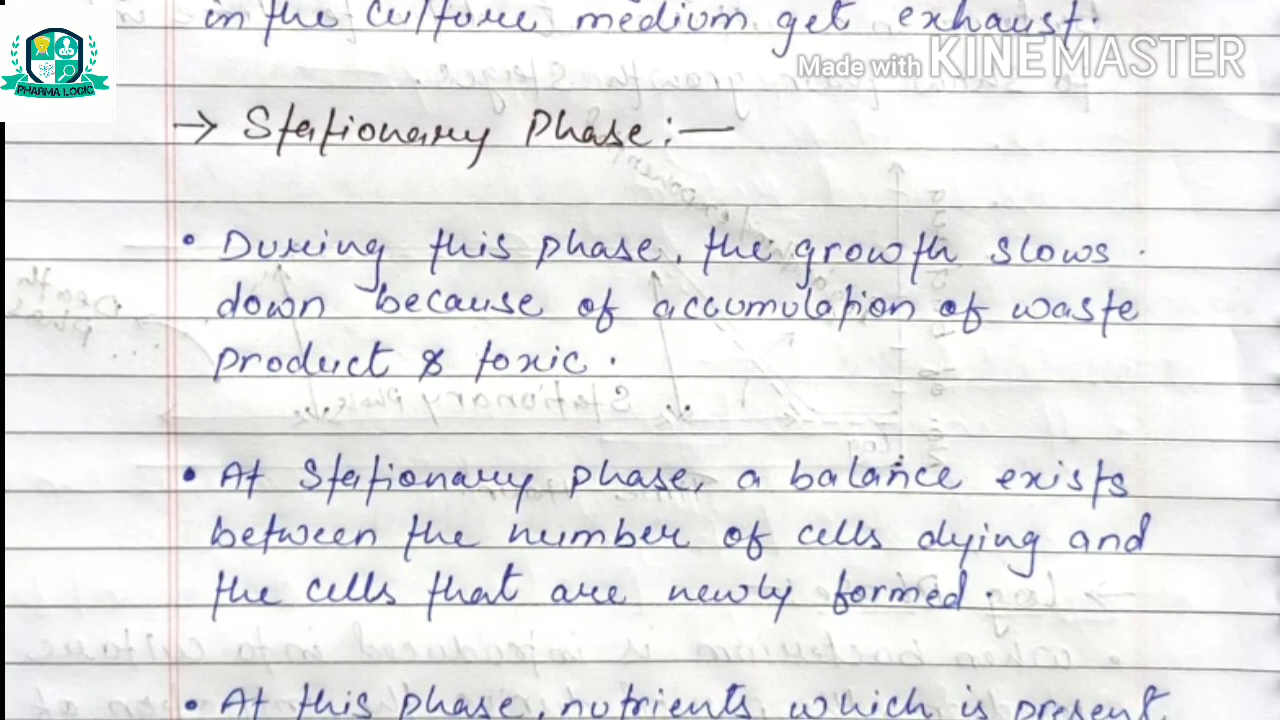 in the culture medium get exhaust.
Made with KINEMASTER
PHARMA LOGIC
→ Stationary Phase :—
• During this phase, the growth slows
down because of accumulation of waste
product & toxic.
• At Stationary phase, a balance exists
between the number of cells dying and
the cells that are newly formed.
• At this phase, nutrients which is present